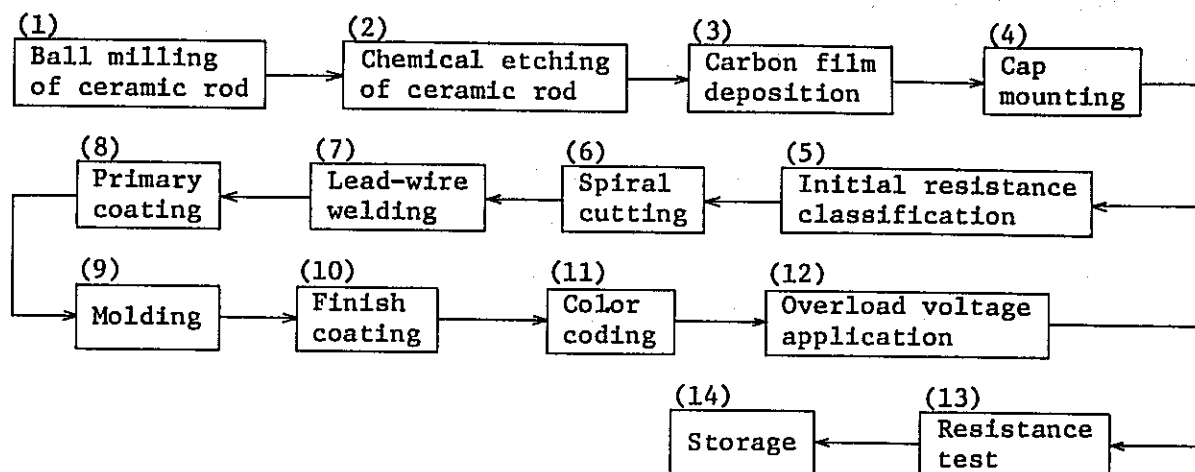 (1)
Ball milling
of ceramic rod
(2)
Chemical etching
of ceramic rod
(3)
Carbon film
deposition
(4)
Cap
mounting
(5)
Initial resistance
classification
(6)
Spiral
cutting
(7)
Lead-wire
welding
(8)
Primary
coating
(9)
Molding
(10)
Finish
coating
(11)
Color
coding
(12)
Overload voltage
application
(13)
Resistance
test
(14)
Storage